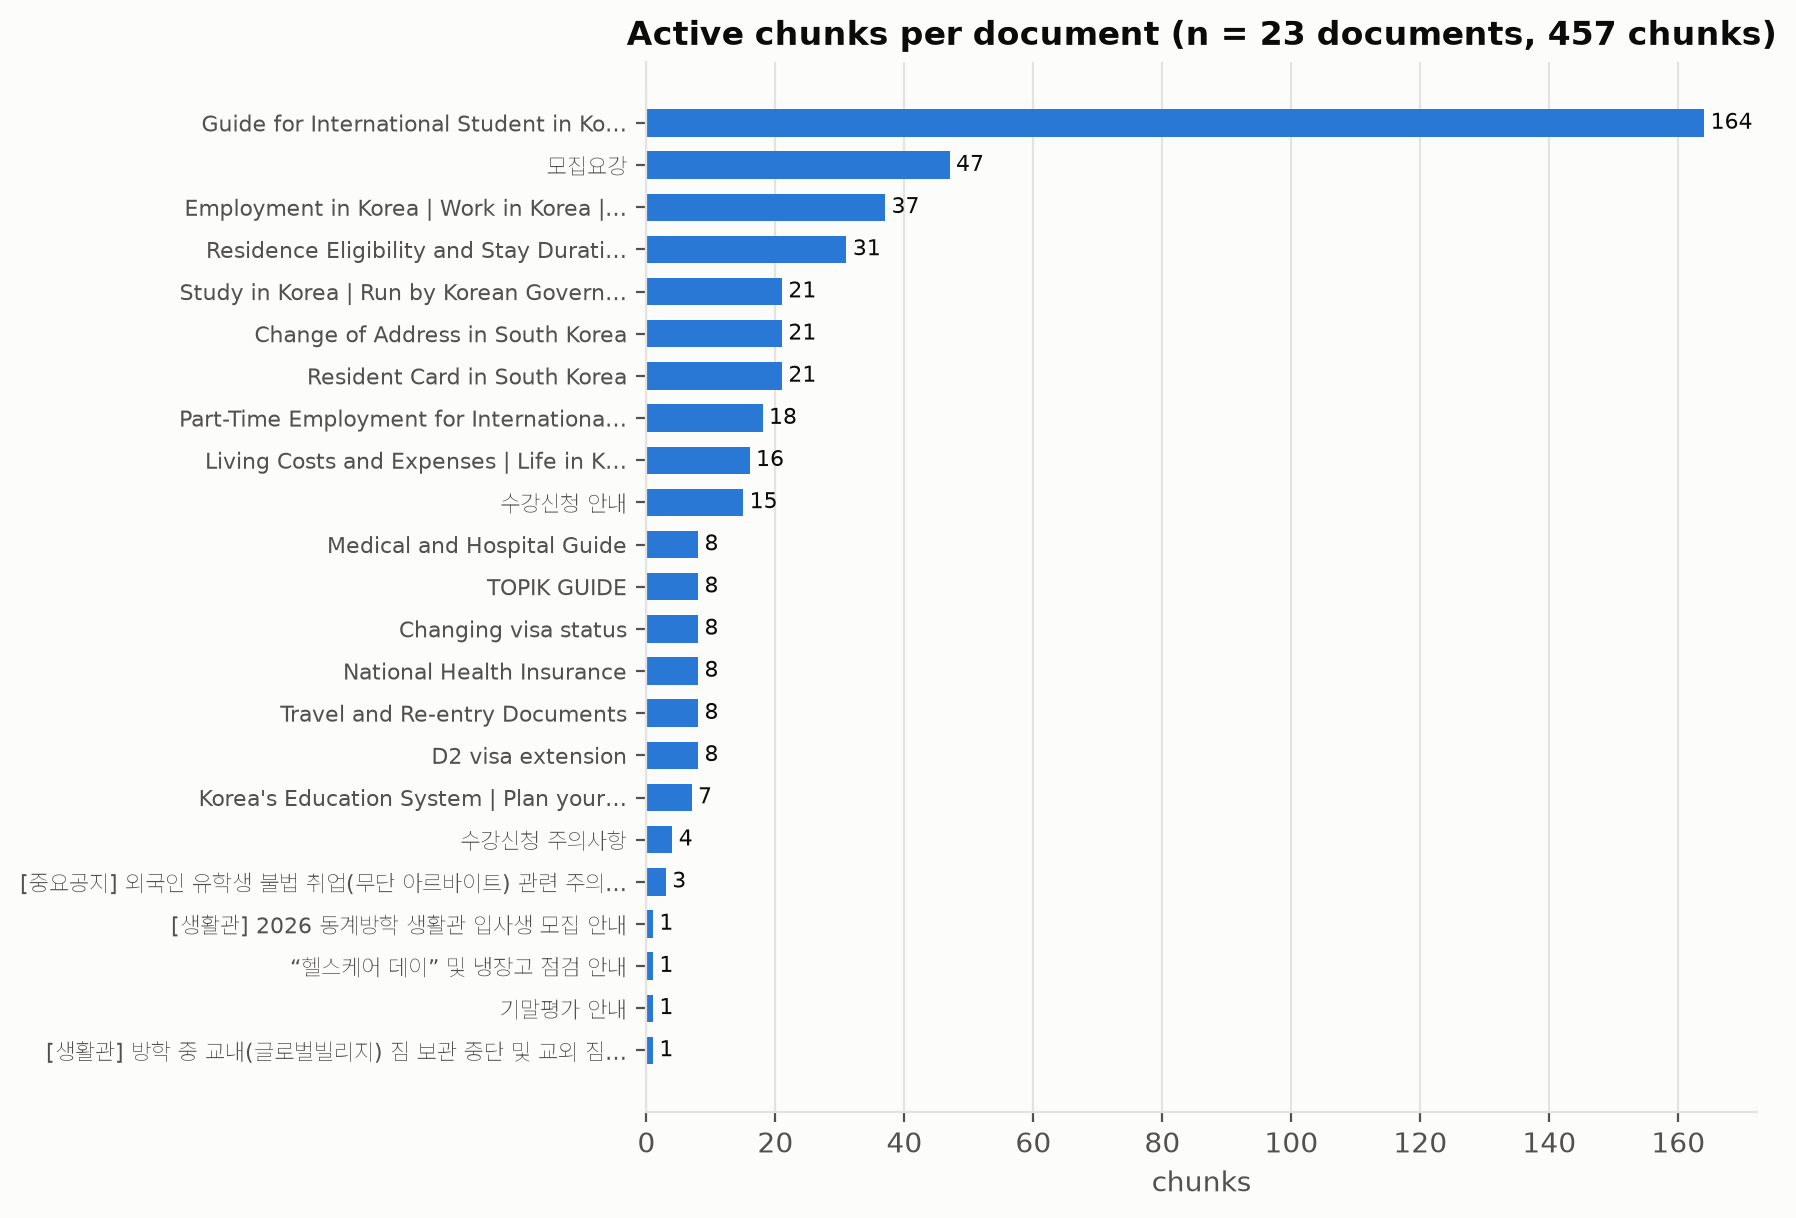 Active chunks per document (n = 23 documents, 457 chunks)
Guide for International Student in Ko… 164
모집요강 47
Employment in Korea | Work in Korea |… 37
Residence Eligibility and Stay Durati… 31
Study in Korea | Run by Korean Govern… 21
Change of Address in South Korea 21
Resident Card in South Korea 21
Part-Time Employment for Internationa… 18
Living Costs and Expenses | Life in K… 16
수강신청 안내 15
Medical and Hospital Guide 8
TOPIK GUIDE 8
Changing visa status 8
National Health Insurance 8
Travel and Re-entry Documents 8
D2 visa extension 8
Korea's Education System | Plan your… 7
수강신청 주의사항 4
[중요공지] 외국인 유학생 불법 취업(무단 아르바이트) 관련 주의… 3
[생활관] 2026 동계방학 생활관 입사생 모집 안내 1
“헬스케어 데이” 및 냉장고 점검 안내 1
기말평가 안내 1
[생활관] 방학 중 교내(글로벌빌리지) 짐 보관 중단 및 교외 짐… 1
0 20 40 60 80 100 120 140 160
chunks